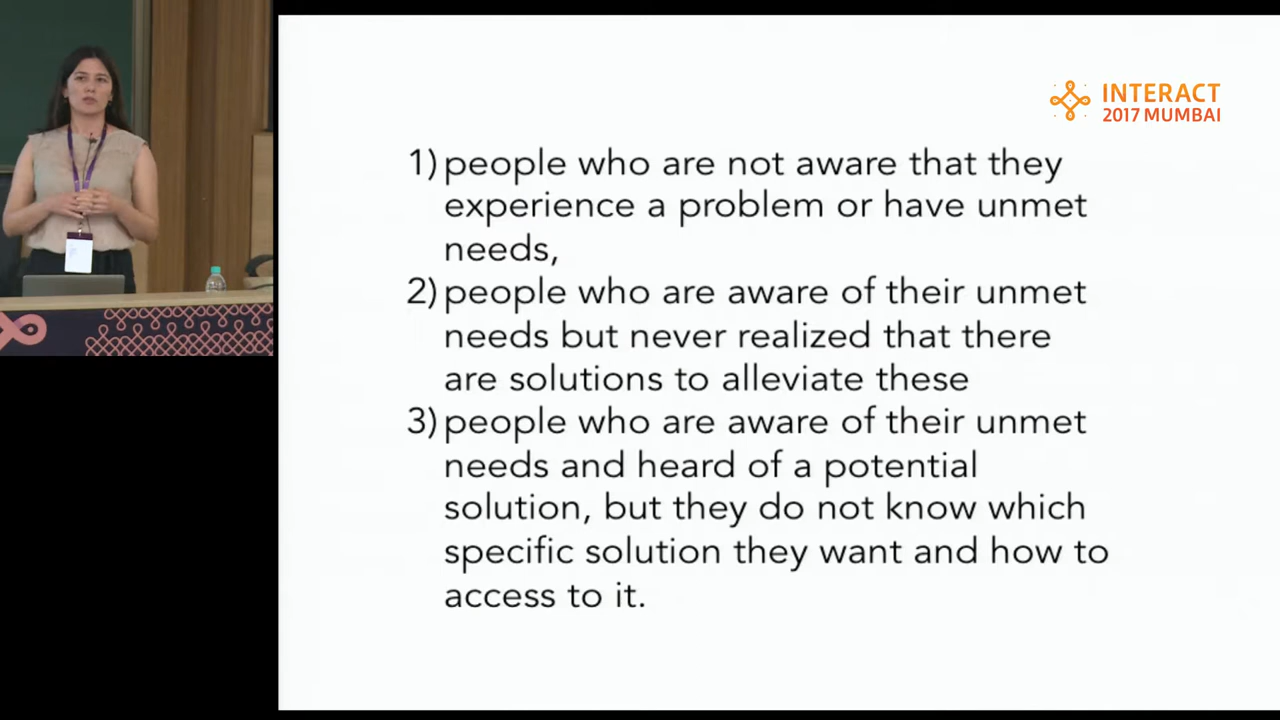 INTERACT
2017 MUMBAI
1) people who are not aware that they
experience a problem or have unmet
needs,
2) people who are aware of their unmet
needs but never realized that there
are solutions to alleviate these
3) people who are aware of their unmet
needs and heard of a potential
solution, but they do not know which
specific solution they want and how to
access to it.